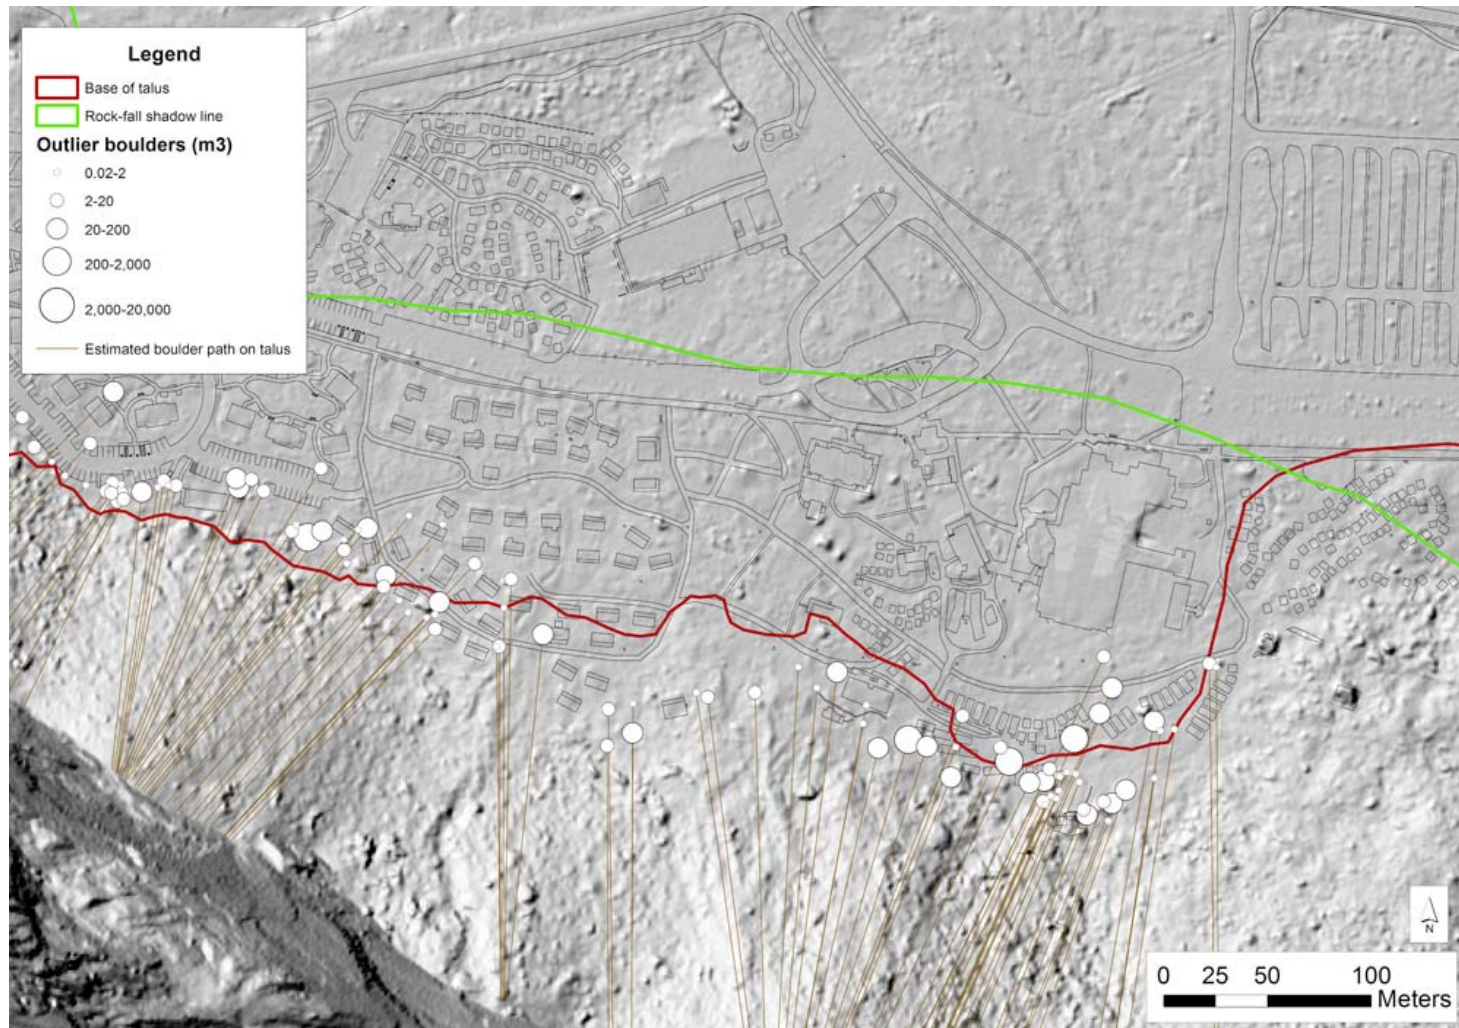 Legend
Base of talus
Rock-fall shadow line
Outlier boulders (m3)
0.02-2
2-20
20-200
200-2,000
2,000-20,000
Estimated boulder path on talus
N
0 25 50 100
Meters